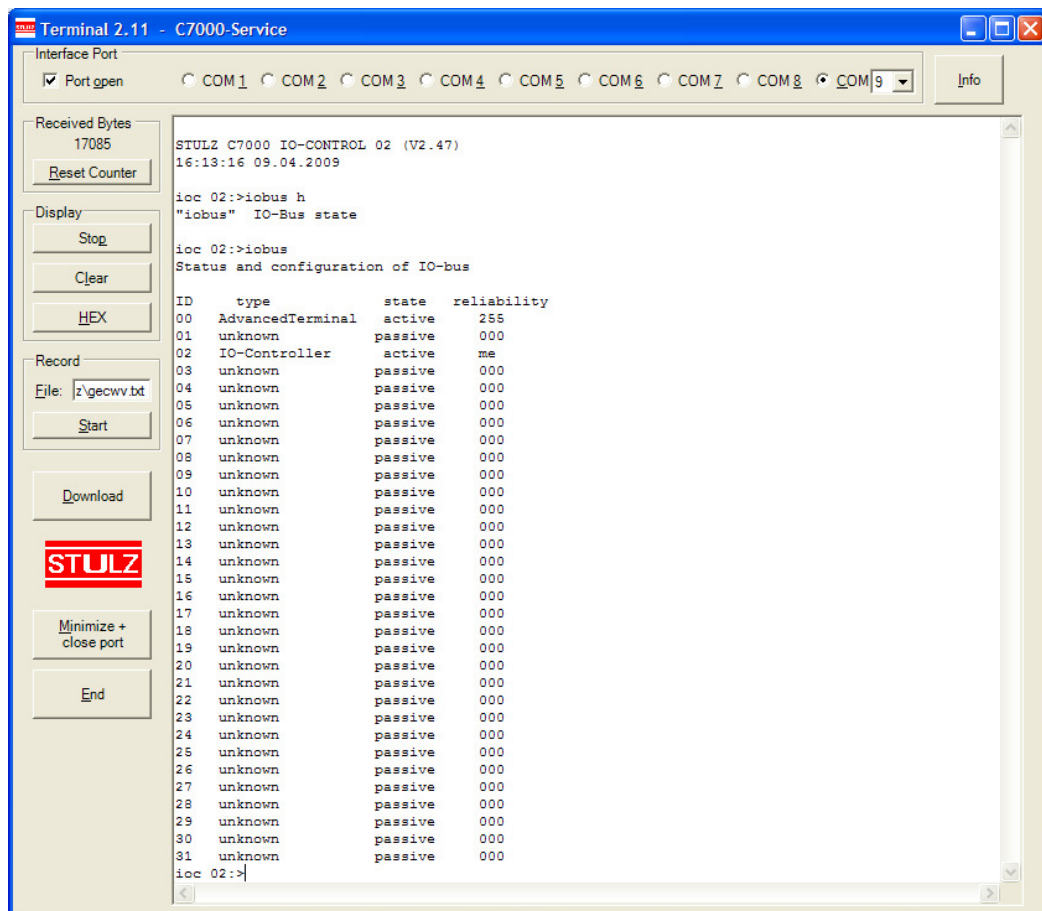 Terminal 2.11 - C7000-Service
Interface Port
Port open COM 1 COM 2 COM 3 COM 4 COM 5 COM 6 COM 7 COM 8 COM 9 Info
Received Bytes
17085
Reset Counter
Display
Stop
Clear
HEX
Record
File: z\gecwv.txt
Start
Download
STULZ
Minimize +
close port
End
STULZ C7000 IO-CONTROL 02 (V2.47)
16:13:16 09.04.2009
ioc 02:>iobus h
"iobus" IO-Bus state
ioc 02:>iobus
Status and configuration of IO-bus
ID type state reliability
00 AdvancedTerminal active 255
01 unknown passive 000
02 IO-Controller active me
03 unknown passive 000
04 unknown passive 000
05 unknown passive 000
06 unknown passive 000
07 unknown passive 000
08 unknown passive 000
09 unknown passive 000
10 unknown passive 000
11 unknown passive 000
12 unknown passive 000
13 unknown passive 000
14 unknown passive 000
15 unknown passive 000
16 unknown passive 000
17 unknown passive 000
18 unknown passive 000
19 unknown passive 000
20 unknown passive 000
21 unknown passive 000
22 unknown passive 000
23 unknown passive 000
24 unknown passive 000
25 unknown passive 000
26 unknown passive 000
27 unknown passive 000
28 unknown passive 000
29 unknown passive 000
30 unknown passive 000
31 unknown passive 000
ioc 02:>